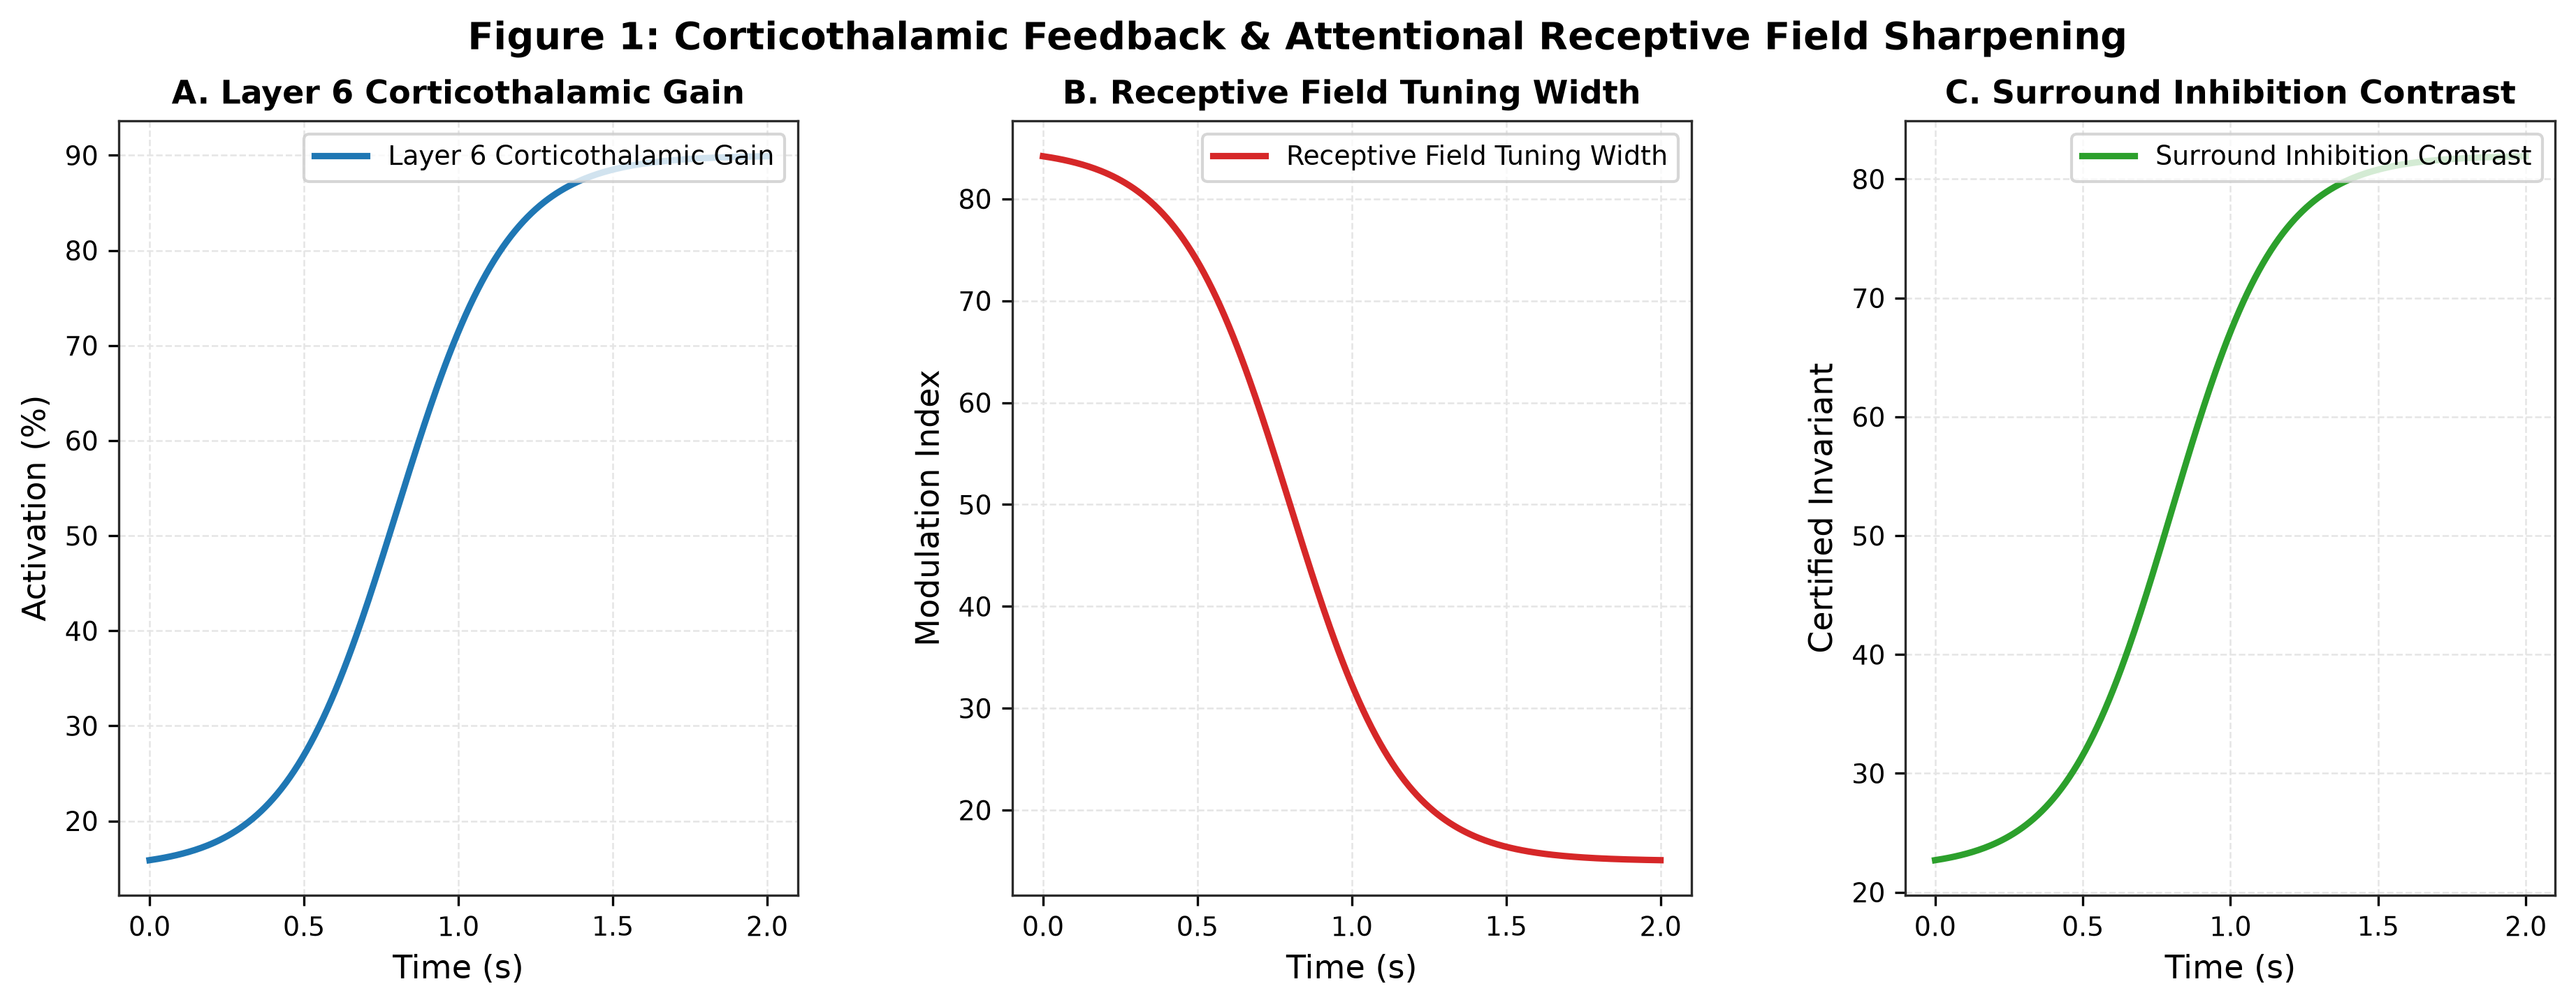 Figure 1: Corticothalamic Feedback & Attentional Receptive Field Sharpening
A. Layer 6 Corticothalamic Gain
Layer 6 Corticothalamic Gain
Activation (%)
90
80
70
60
50
40
30
20
0.0 0.5 1.0 1.5 2.0
Time (s)
B. Receptive Field Tuning Width
Receptive Field Tuning Width
Modulation Index
80
70
60
50
40
30
20
0.0 0.5 1.0 1.5 2.0
Time (s)
C. Surround Inhibition Contrast
Surround Inhibition Contrast
Certified Invariant
80
70
60
50
40
30
20
0.0 0.5 1.0 1.5 2.0
Time (s)